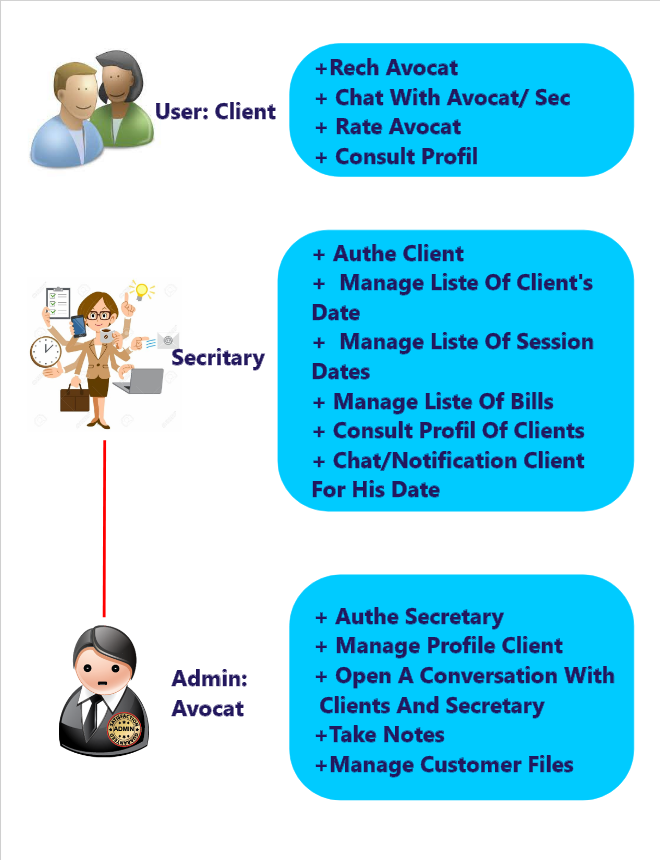 User: Client
+Rech Avocat
+ Chat With Avocat/ Sec
+ Rate Avocat
+ Consult Profil
Secritary
+ Authe Client
+ Manage Liste Of Client's
Date
+ Manage Liste Of Session
Dates
+ Manage Liste Of Bills
+ Consult Profil Of Clients
+ Chat/Notification Client
For His Date
Admin:
Avocat
SATISFACTION
ADMIN
GUARANTEED
+ Authe Secretary
+ Manage Profile Client
+ Open A Conversation With
Clients And Secretary
+Take Notes
+Manage Customer Files